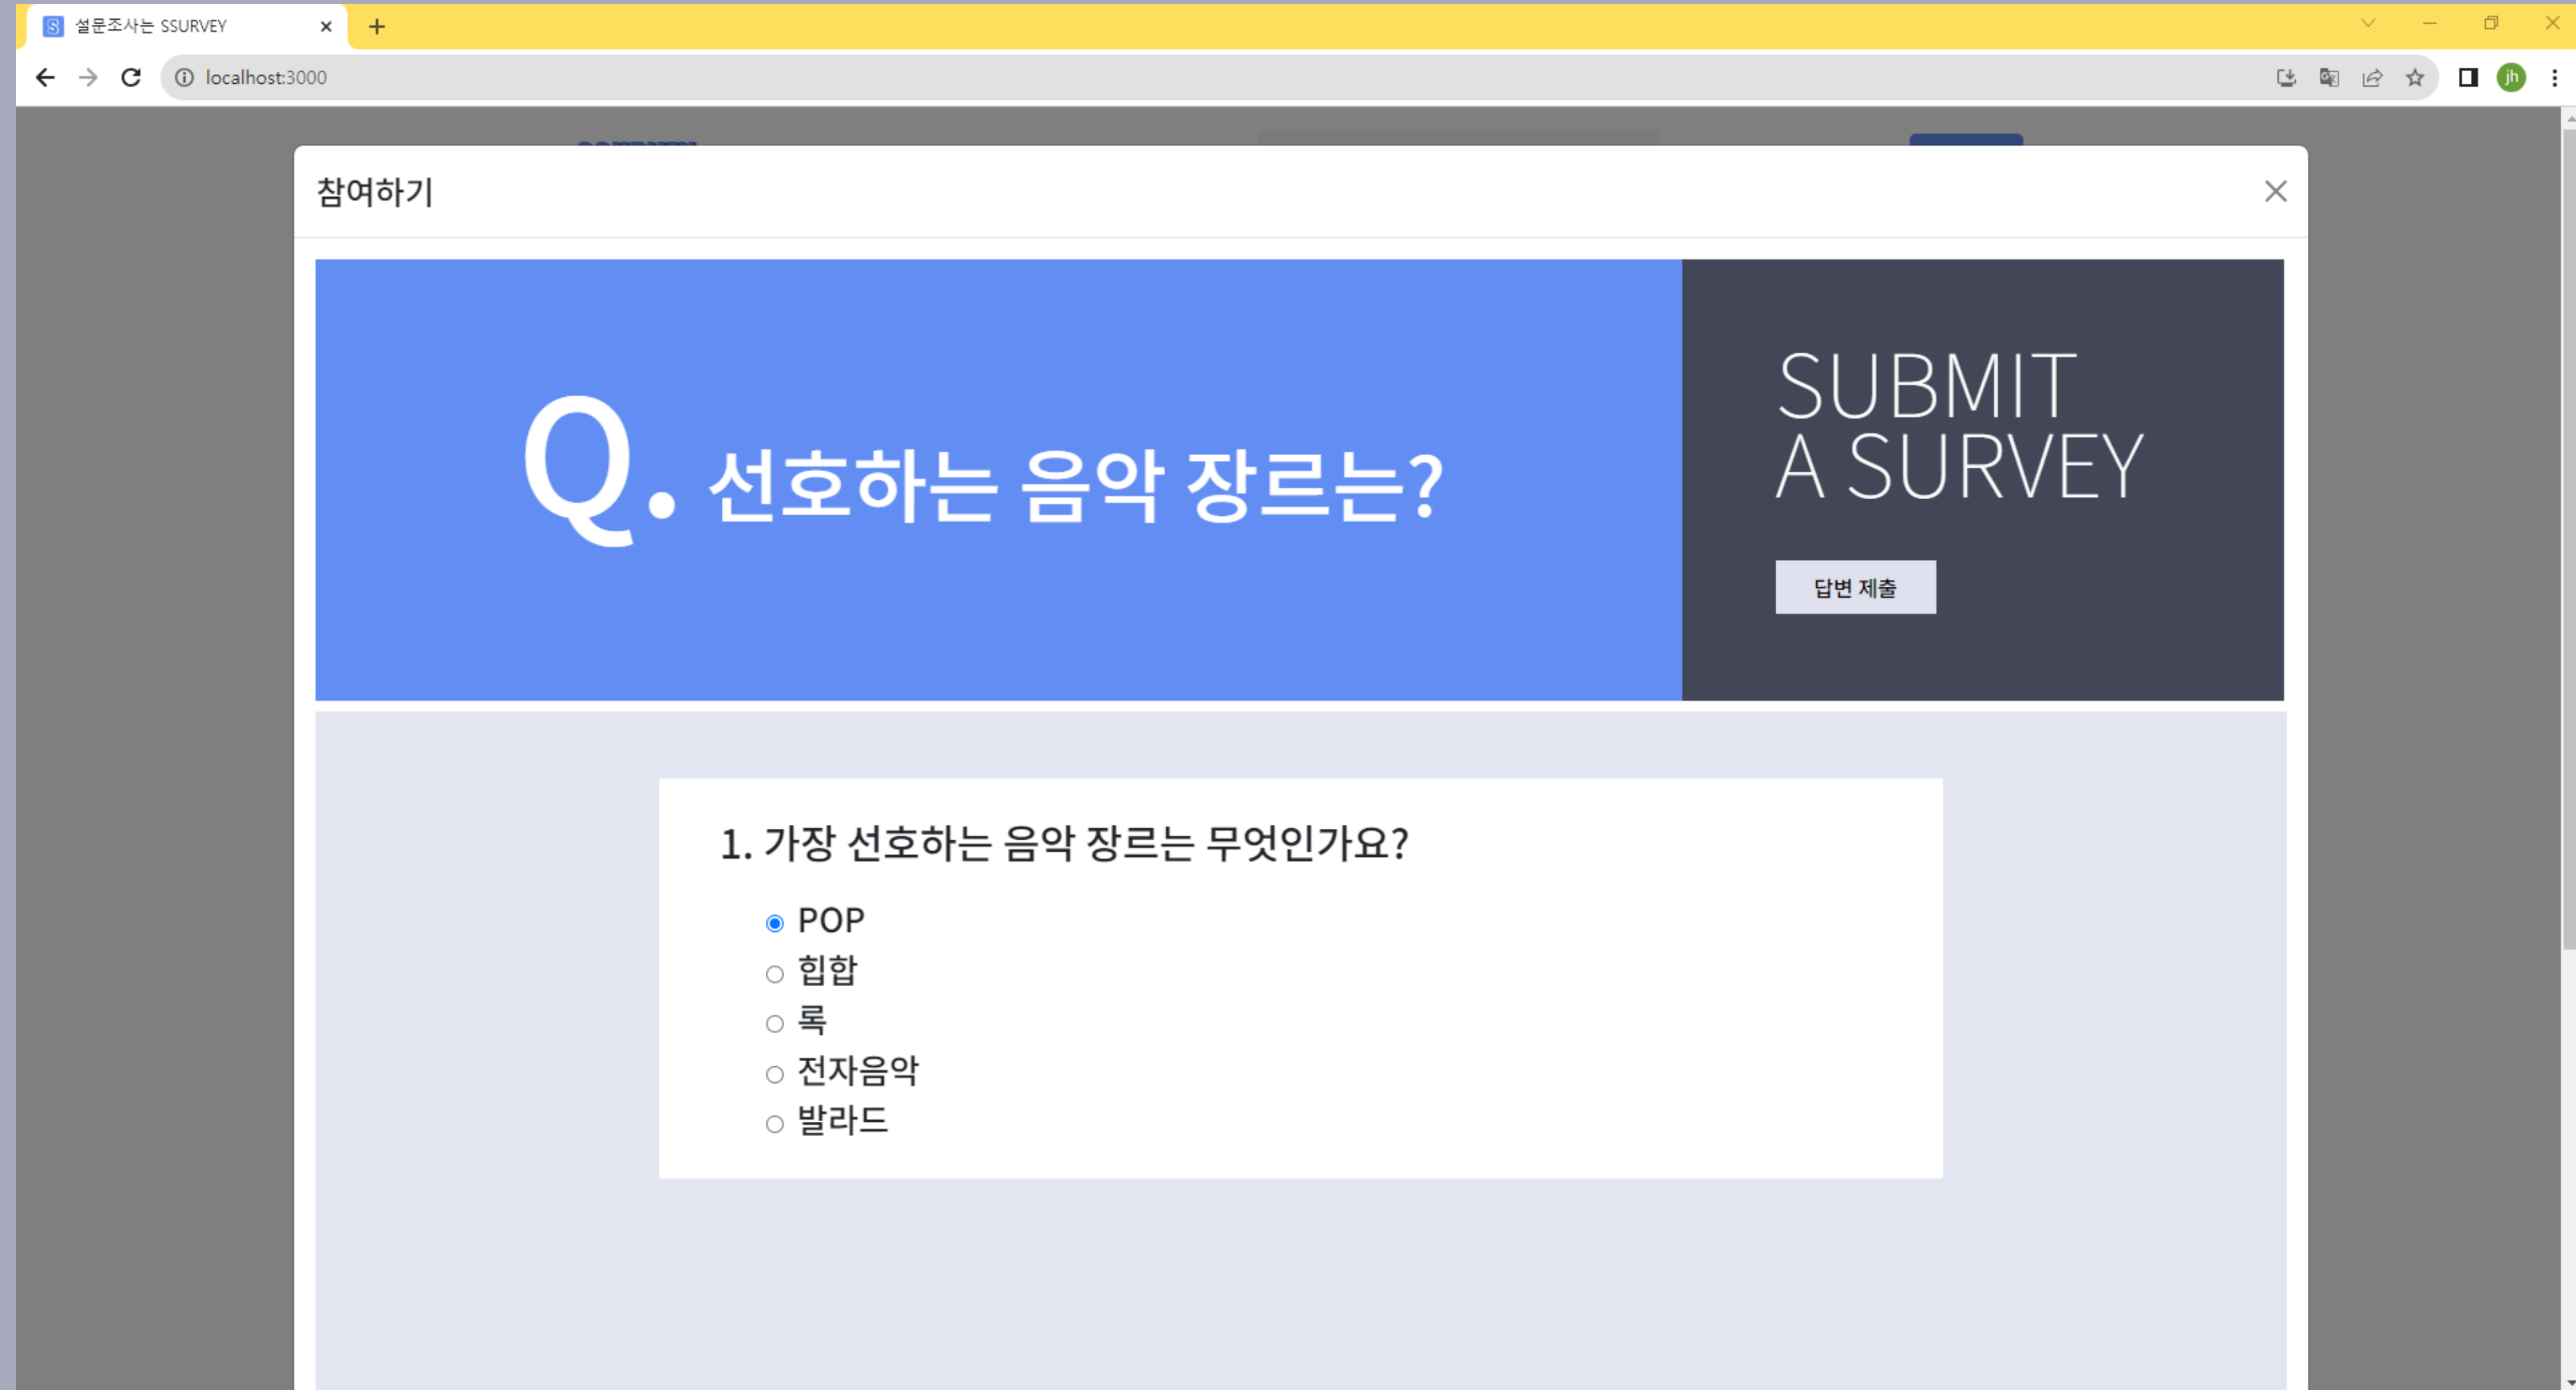 설문조사는 SSURVEY
localhost:3000
jh
참여하기
Q. 선호하는 음악 장르는?
SUBMIT
A SURVEY
답변 제출
1. 가장 선호하는 음악 장르는 무엇인가요?
POP
힙합
록
전자음악
발라드